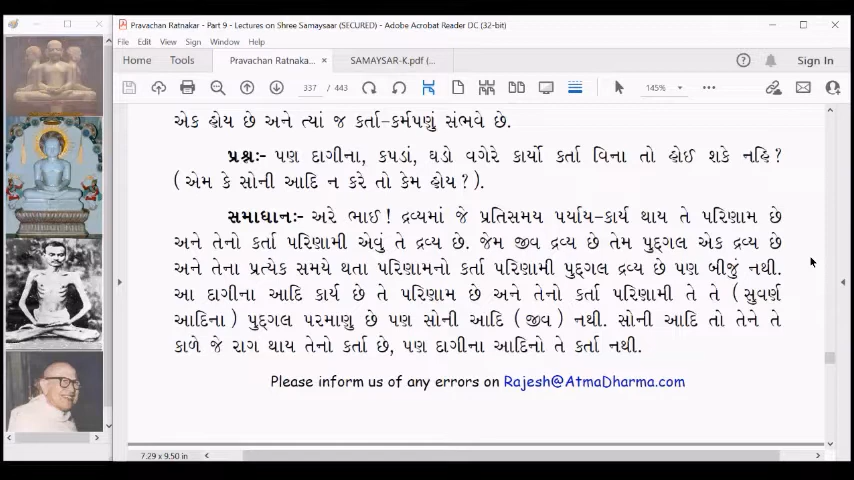 Pravachan Ratnakar - Part 9 - Lectures on Shree Samaysaar (SECURED) - Adobe Acrobat Reader DC (32-bit)
File Edit View Sign Window Help
Home Tools Pravachan Ratnaka... × SAMAYSAR-K.pdf (... Sign In
337 / 443 145%
એક હોય છે અને ત્યાં જ કર્તા-કર્મપણું સંભવે છે.
પ્રશ્નઃ- પણ દાગીના, કપડાં, ઘડો વગેરે કાર્યો કર્તા વિના તો હોઈ શકે નહિ?
(એમ કે સોની આદિ ન કરે તો કેમ હોય?).
સમાધાનઃ- અરે ભાઈ! દ્રવ્યમાં જે પ્રતિસમય પર્યાય-કાર્ય થાય તે પરિણામ છે
અને તેનો કર્તા પરિણામી એવું તે દ્રવ્ય છે. જેમ જીવ દ્રવ્ય છે તેમ પુદ્દગલ એક દ્રવ્ય છે
અને તેના પ્રત્યેક સમયે થતા પરિણામનો કર્તા પરિણામી પુદ્દગલ દ્રવ્ય છે પણ બીજું નથી.
આ દાગીના આદિ કાર્ય છે તે પરિણામ છે અને તેનો કર્તા પરિણામી તે તે (સુવર્ણ
આદિના) પુદ્દગલ પરમાણુ છે પણ સોની આદિ (જીવ) નથી. સોની આદિ તો તેને તે
કાળે જે રાગ થાય તેનો કર્તા છે, પણ દાગીના આદિનો તે કર્તા નથી.
Please inform us of any errors on Rajesh@AtmaDharma.com
7.29 x 9.50 in